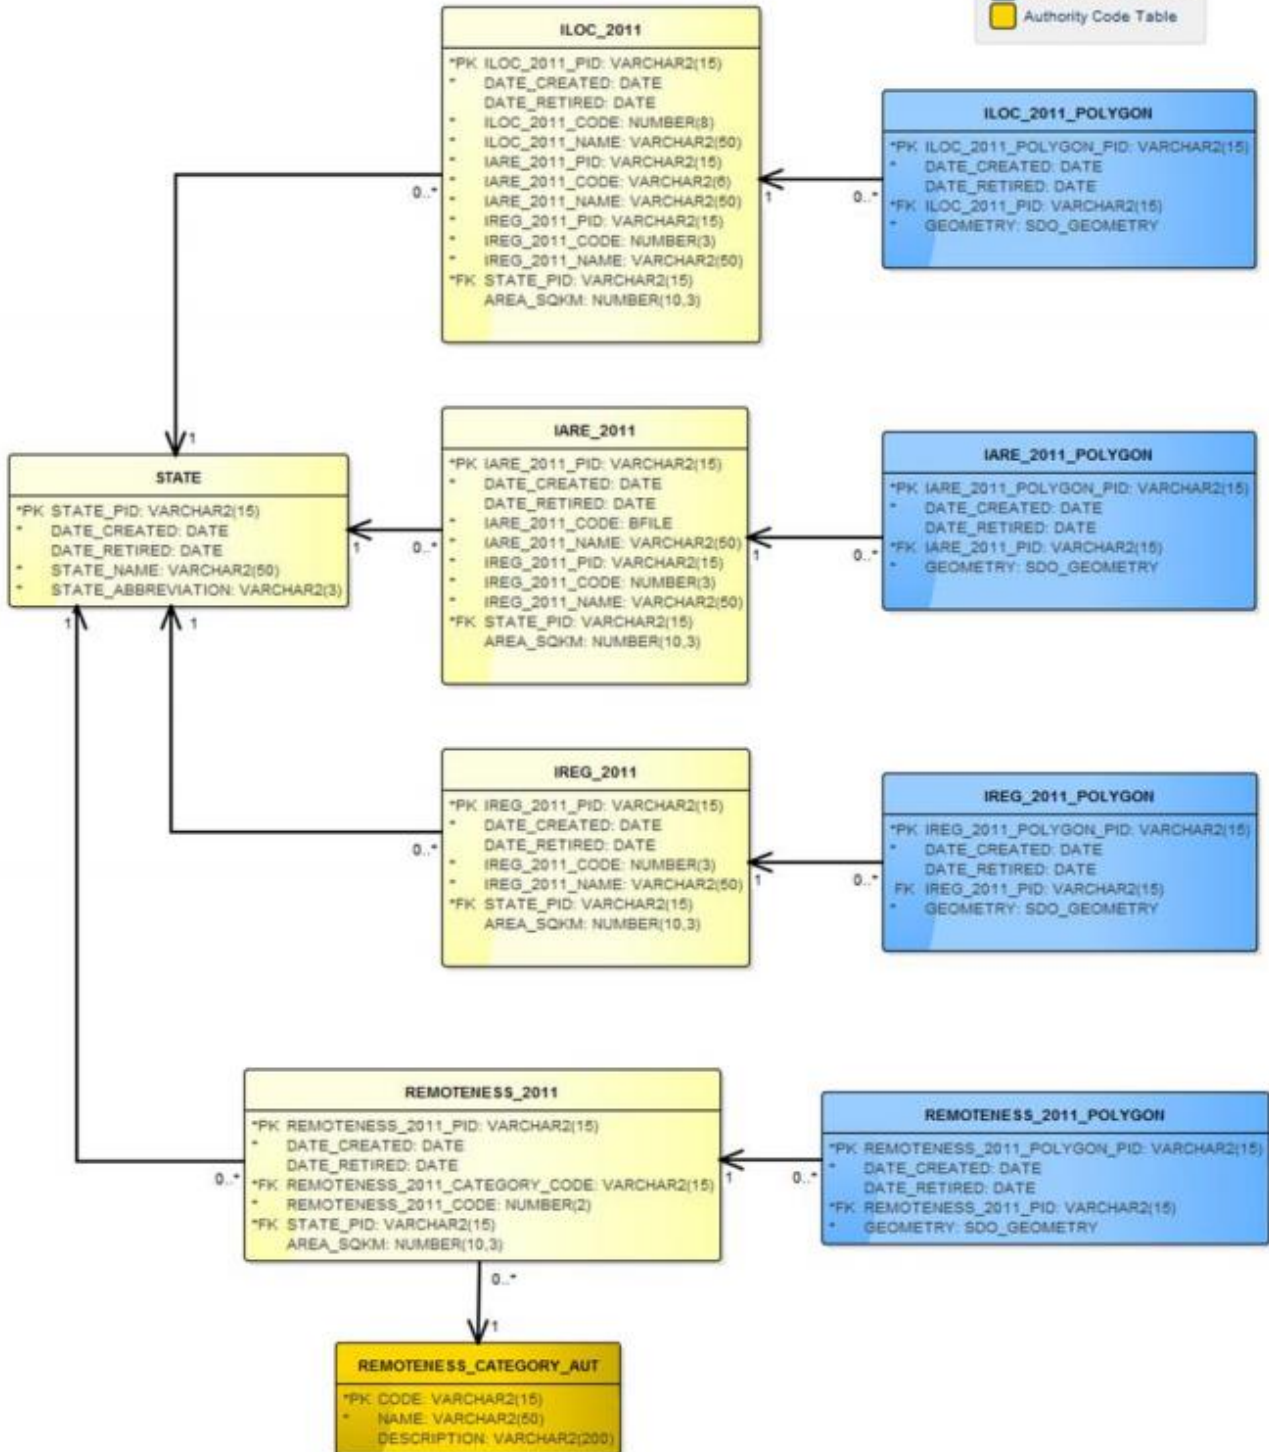 Authority Code Table
ILOC_2011
*PK ILOC_2011_PID: VARCHAR2(15)
* DATE_CREATED: DATE
DATE_RETIRED: DATE
* ILOC_2011_CODE: NUMBER(8)
* ILOC_2011_NAME: VARCHAR2(50)
* IARE_2011_PID: VARCHAR2(15)
* IARE_2011_CODE: VARCHAR2(6)
* IARE_2011_NAME: VARCHAR2(50)
* IREG_2011_PID: VARCHAR2(15)
* IREG_2011_CODE: NUMBER(3)
* IREG_2011_NAME: VARCHAR2(50)
*FK STATE_PID: VARCHAR2(15)
AREA_SQKM: NUMBER(10,3)
0..*
1
0..*
1
ILOC_2011_POLYGON
*PK ILOC_2011_POLYGON_PID: VARCHAR2(15)
* DATE_CREATED: DATE
DATE_RETIRED: DATE
*FK ILOC_2011_PID: VARCHAR2(15)
* GEOMETRY: SDO_GEOMETRY
STATE
*PK STATE_PID: VARCHAR2(15)
* DATE_CREATED: DATE
DATE_RETIRED: DATE
* STATE_NAME: VARCHAR2(50)
* STATE_ABBREVIATION: VARCHAR2(3)
1
0..*
IARE_2011
*PK IARE_2011_PID: VARCHAR2(15)
* DATE_CREATED: DATE
DATE_RETIRED: DATE
* IARE_2011_CODE: BFILE
* IARE_2011_NAME: VARCHAR2(50)
* IREG_2011_PID: VARCHAR2(15)
* IREG_2011_CODE: NUMBER(3)
* IREG_2011_NAME: VARCHAR2(50)
*FK STATE_PID: VARCHAR2(15)
AREA_SQKM: NUMBER(10,3)
1
0..*
IARE_2011_POLYGON
*PK IARE_2011_POLYGON_PID: VARCHAR2(15)
* DATE_CREATED: DATE
DATE_RETIRED: DATE
*FK IARE_2011_PID: VARCHAR2(15)
* GEOMETRY: SDO_GEOMETRY
1
1
0..*
IREG_2011
*PK IREG_2011_PID: VARCHAR2(15)
* DATE_CREATED: DATE
DATE_RETIRED: DATE
* IREG_2011_CODE: NUMBER(3)
* IREG_2011_NAME: VARCHAR2(50)
*FK STATE_PID: VARCHAR2(15)
AREA_SQKM: NUMBER(10,3)
1
0..*
IREG_2011_POLYGON
*PK IREG_2011_POLYGON_PID: VARCHAR2(15)
* DATE_CREATED: DATE
DATE_RETIRED: DATE
FK IREG_2011_PID: VARCHAR2(15)
* GEOMETRY: SDO_GEOMETRY
0..*
REMOTENESS_2011
*PK REMOTENESS_2011_PID: VARCHAR2(15)
* DATE_CREATED: DATE
DATE_RETIRED: DATE
*FK REMOTENESS_2011_CATEGORY_CODE: VARCHAR2(15)
* REMOTENESS_2011_CODE: NUMBER(2)
*FK STATE_PID: VARCHAR2(15)
AREA_SQKM: NUMBER(10,3)
1
0..*
REMOTENESS_2011_POLYGON
*PK REMOTENESS_2011_POLYGON_PID: VARCHAR2(15)
* DATE_CREATED: DATE
DATE_RETIRED: DATE
*FK REMOTENESS_2011_PID: VARCHAR2(15)
* GEOMETRY: SDO_GEOMETRY
0..*
1
REMOTENESS_CATEGORY_AUT
*PK CODE: VARCHAR2(15)
* NAME: VARCHAR2(50)
DESCRIPTION: VARCHAR2(200)